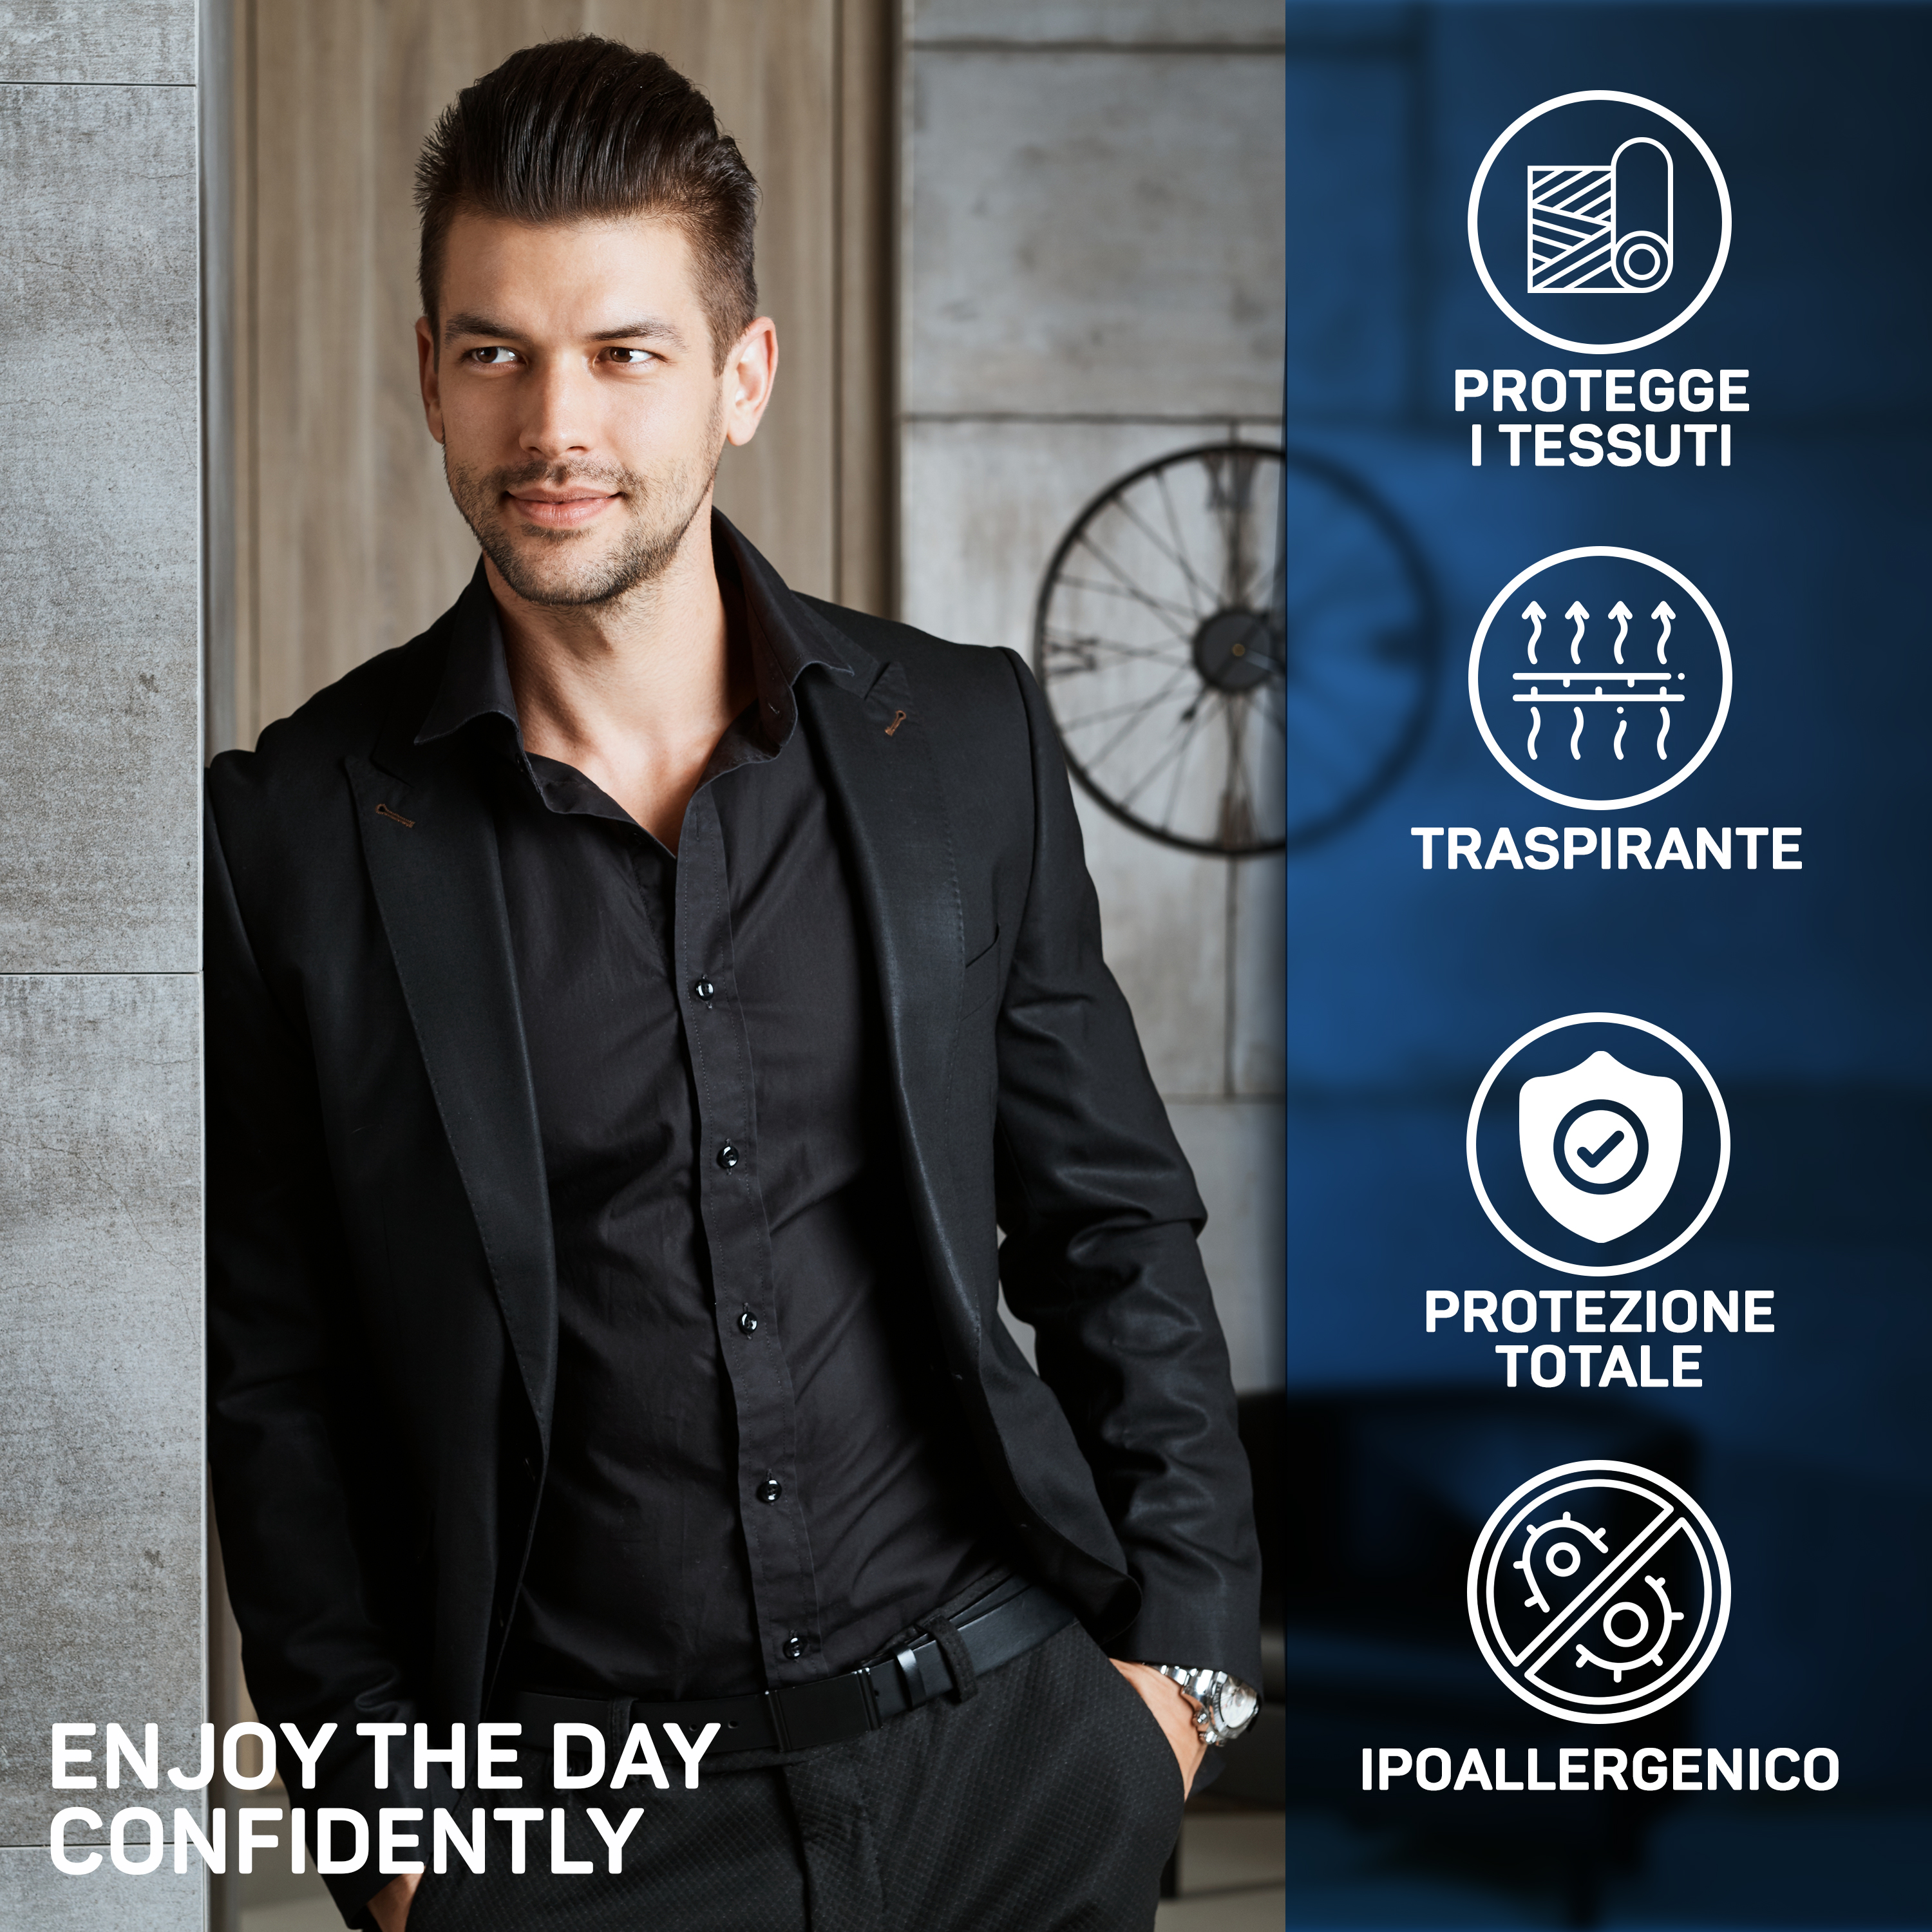 PROTEGGE
I TESSUTI
TRASPIRANTE
PROTEZIONE
TOTALE
IPOALLERGENICO
ENJOY THE DAY
CONFIDENTLY